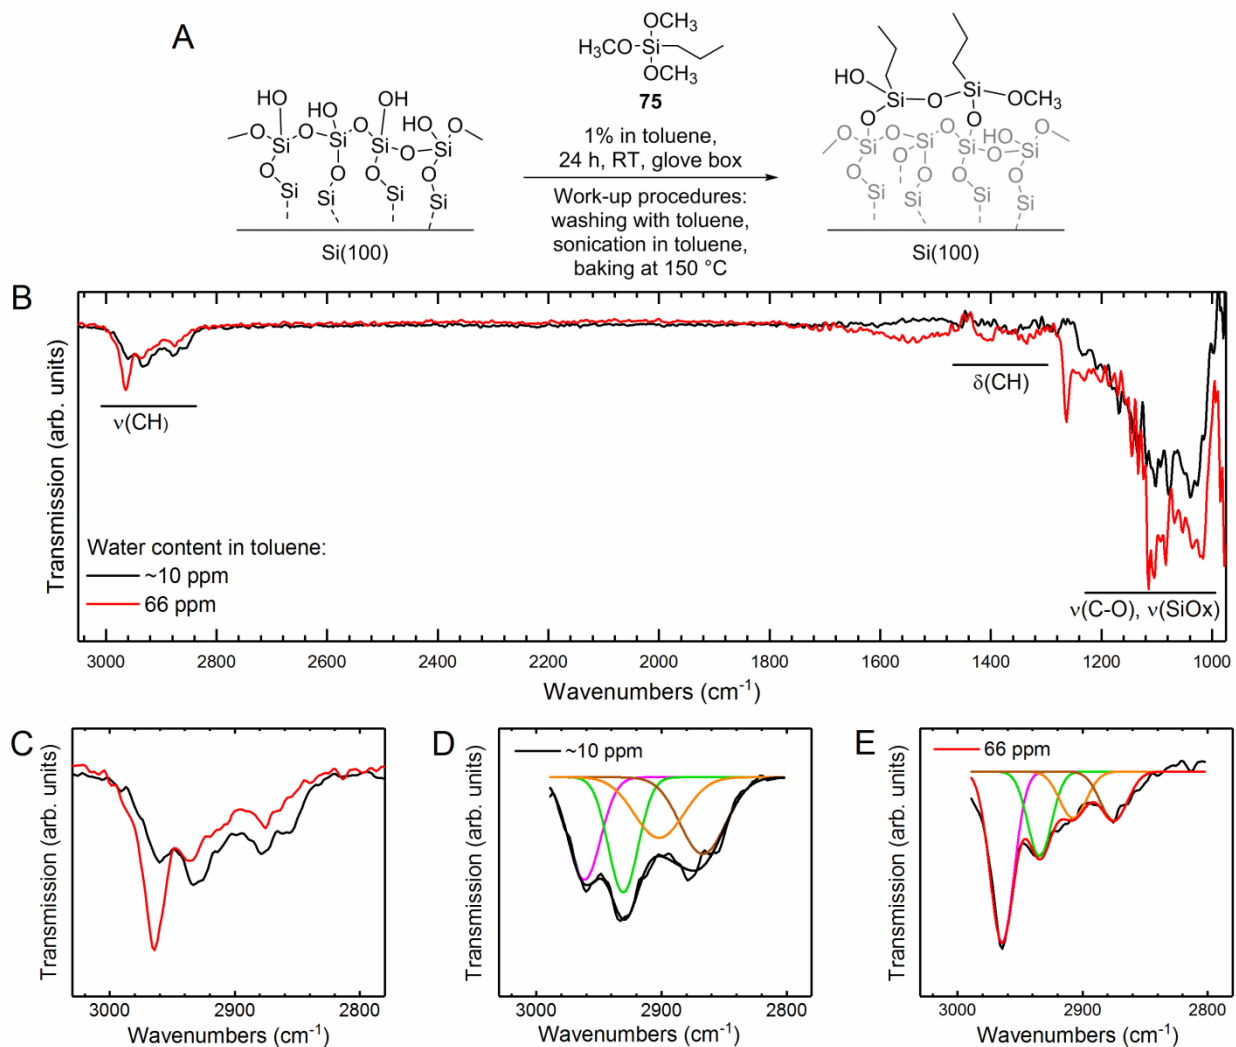 A
HO
HO
OH
HO
O
Si
O
Si
O
Si
O
Si
O
O
O
O
O
Si
Si
Si
Si
Si(100)
OCH₃
H₃CO-Si
OCH₃
75
1% in toluene,
24 h, RT, glove box
Work-up procedures:
washing with toluene,
sonication in toluene,
baking at 150 °C
HO
Si
O
Si
OCH₃
O
O
HO
O
Si
O
Si
O
Si
O
Si
O
O
O
O
O
O
Si
Si
Si
Si
Si(100)
B
Transmission (arb. units)
ν(CH)
δ(CH)
Water content in toluene:
~10 ppm
66 ppm
ν(C-O), ν(SiOx)
3000 2800 2600 2400 2200 2000 1800 1600 1400 1200 1000
Wavenumbers (cm⁻¹)
C
Transmission (arb. units)
3000 2900 2800
Wavenumbers (cm⁻¹)
D
~10 ppm
Transmission (arb. units)
3000 2900 2800
Wavenumbers (cm⁻¹)
E
66 ppm
Transmission (arb. units)
3000 2900 2800
Wavenumbers (cm⁻¹)